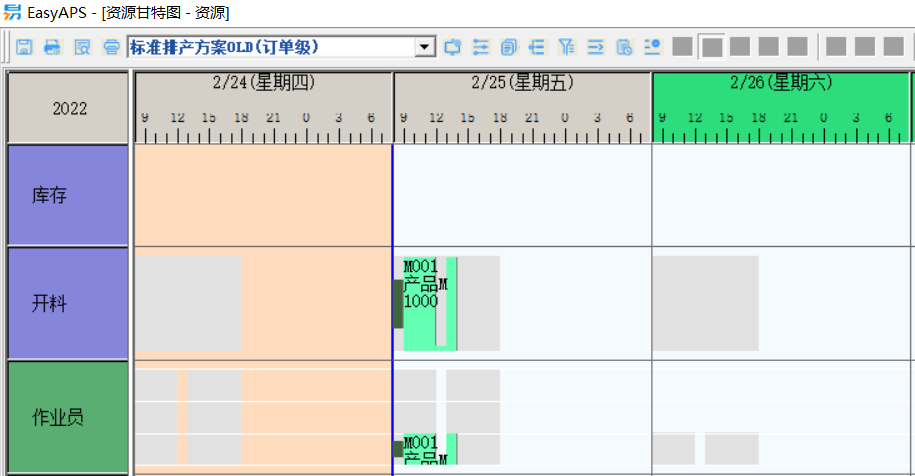 EasyAPS - [资源甘特图 - 资源]
标准排产方案OLD(订单级)
2022
2/24(星期四)
2/25(星期五)
2/26(星期六)
9 12 15 18 21 0 3 6
9 12 15 18 21 0 3 6
9 12 15 18 21 0 3 6
库存
开料
M001
产品M
1000
作业员
M001
产品M